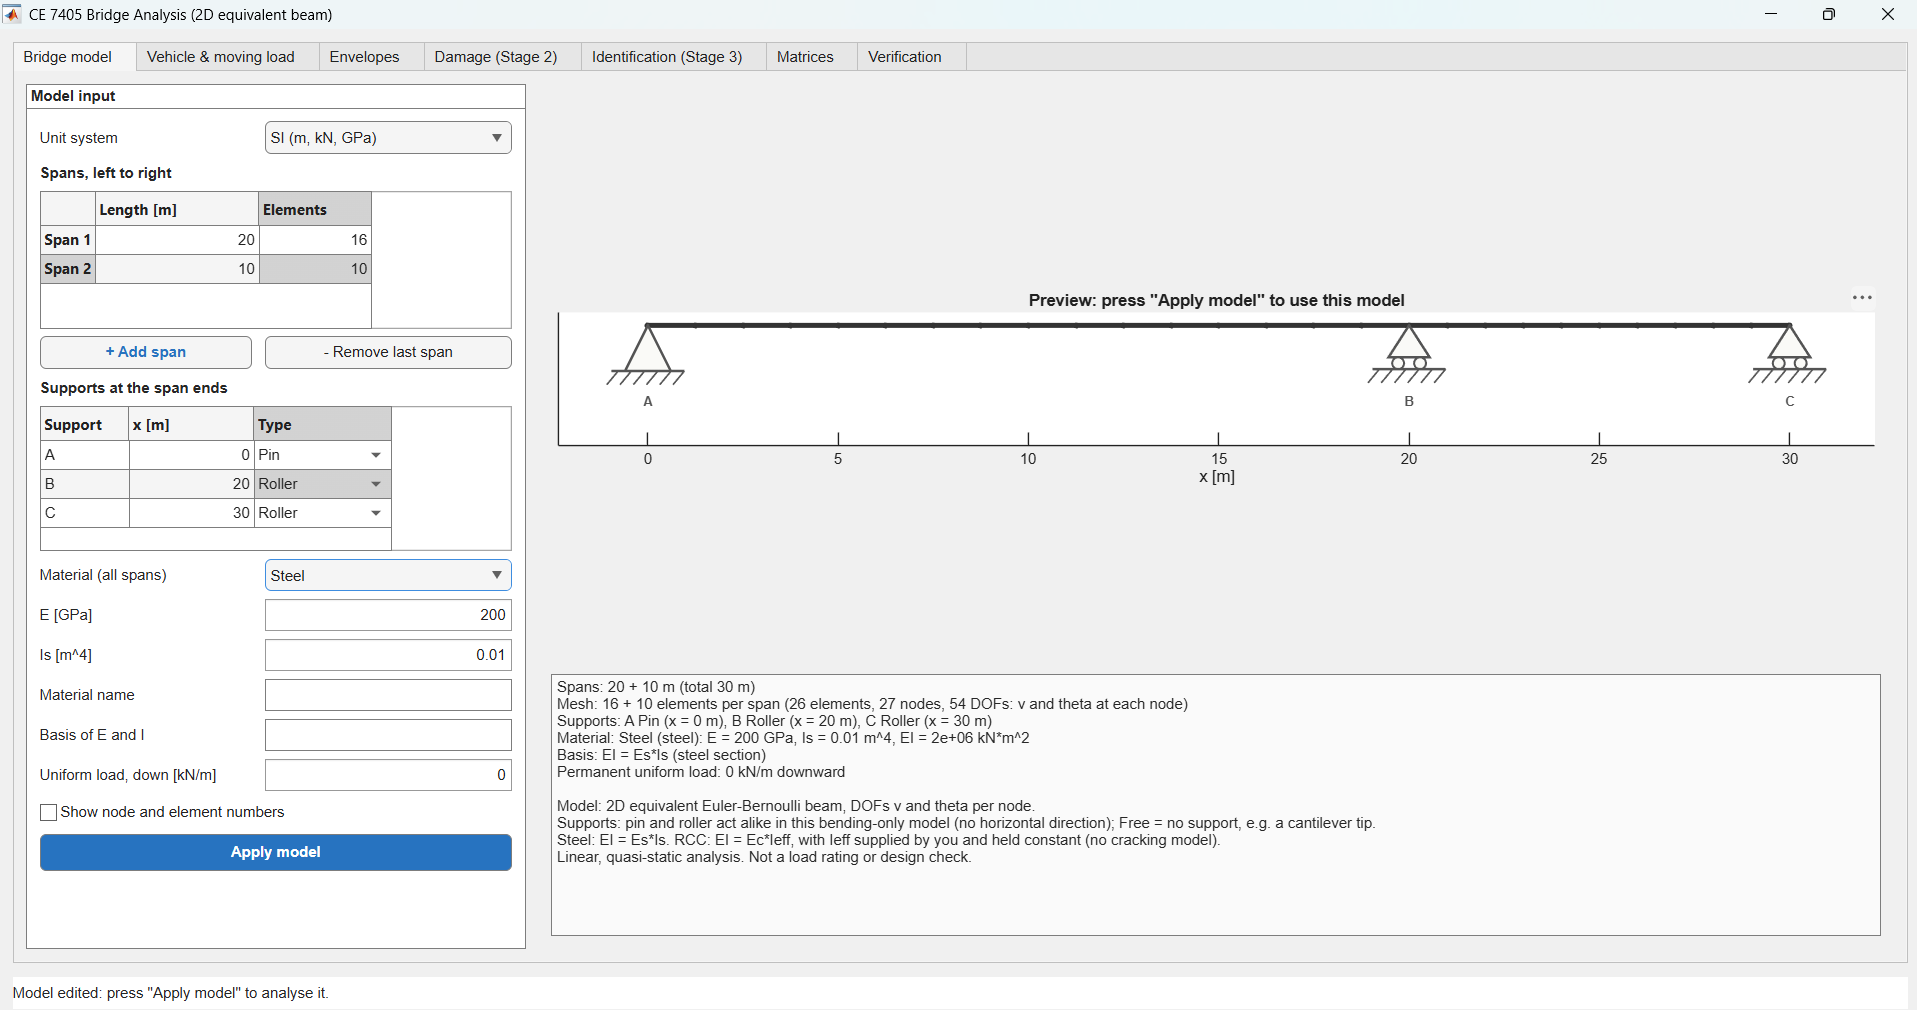 CE 7405 Bridge Analysis (2D equivalent beam)
Bridge model
Vehicle & moving load
Envelopes
Damage (Stage 2)
Identification (Stage 3)
Matrices
Verification
Model input
Unit system
SI (m, kN, GPa)
Spans, left to right
Length [m] Elements
Span 1 20 16
Span 2 10 10
+ Add span
- Remove last span
Supports at the span ends
Support x [m] Type
A 0 Pin
B 20 Roller
C 30 Roller
Material (all spans)
Steel
E [GPa] 200
Is [m^4] 0.01
Material name
Basis of E and I
Uniform load, down [kN/m] 0
Show node and element numbers
Apply model
Preview: press "Apply model" to use this model
A B C
0 5 10 15 20 25 30
x [m]
Spans: 20 + 10 m (total 30 m)
Mesh: 16 + 10 elements per span (26 elements, 27 nodes, 54 DOFs: v and theta at each node)
Supports: A Pin (x = 0 m), B Roller (x = 20 m), C Roller (x = 30 m)
Material: Steel (steel): E = 200 GPa, Is = 0.01 m^4, EI = 2e+06 kN*m^2
Basis: EI = Es*Is (steel section)
Permanent uniform load: 0 kN/m downward
Model: 2D equivalent Euler-Bernoulli beam, DOFs v and theta per node.
Supports: pin and roller act alike in this bending-only model (no horizontal direction); Free = no support, e.g. a cantilever tip.
Steel: EI = Es*Is. RCC: EI = Ec*Ieff, with Ieff supplied by you and held constant (no cracking model).
Linear, quasi-static analysis. Not a load rating or design check.
Model edited: press "Apply model" to analyse it.